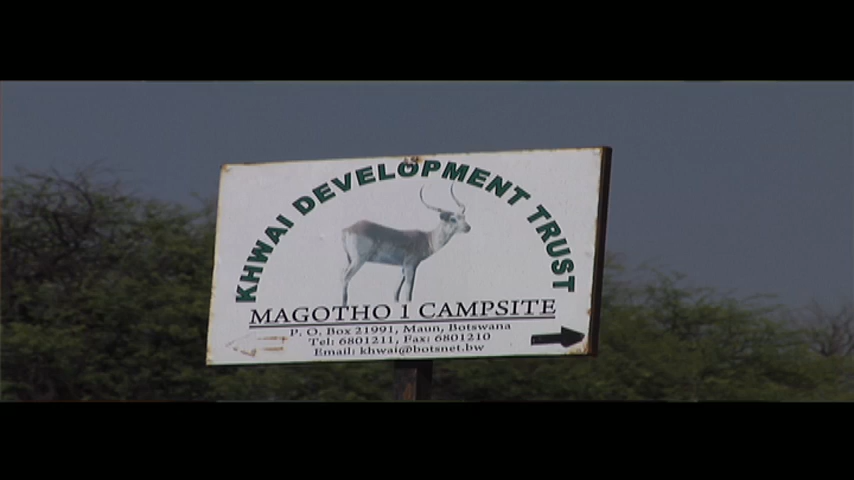 KHWAI DEVELOPMENT TRUST
MAGOTHO 1 CAMPSITE
P. O. Box 21991, Maun, Botswana
Tel: 6801211, Fax: 6801210
Email: khwai@botsnet.bw